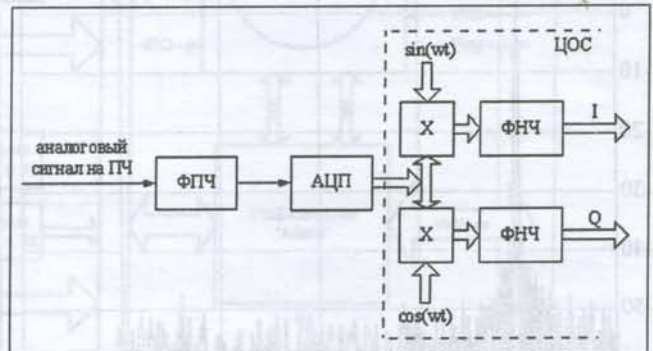 sin(wt)
ЦОС
X
ФНЧ
I
аналоговый
сигнал на ПЧ
ФПЧ
АЦП
X
ФНЧ
Q
cos(wt)